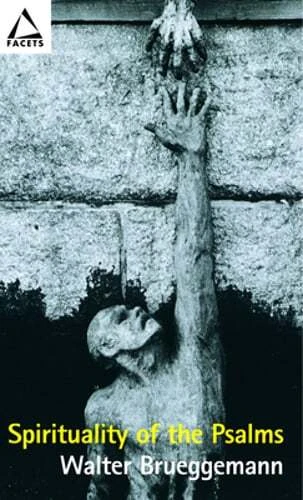 FACETS
Spirituality of the Psalms
Walter Brueggemann